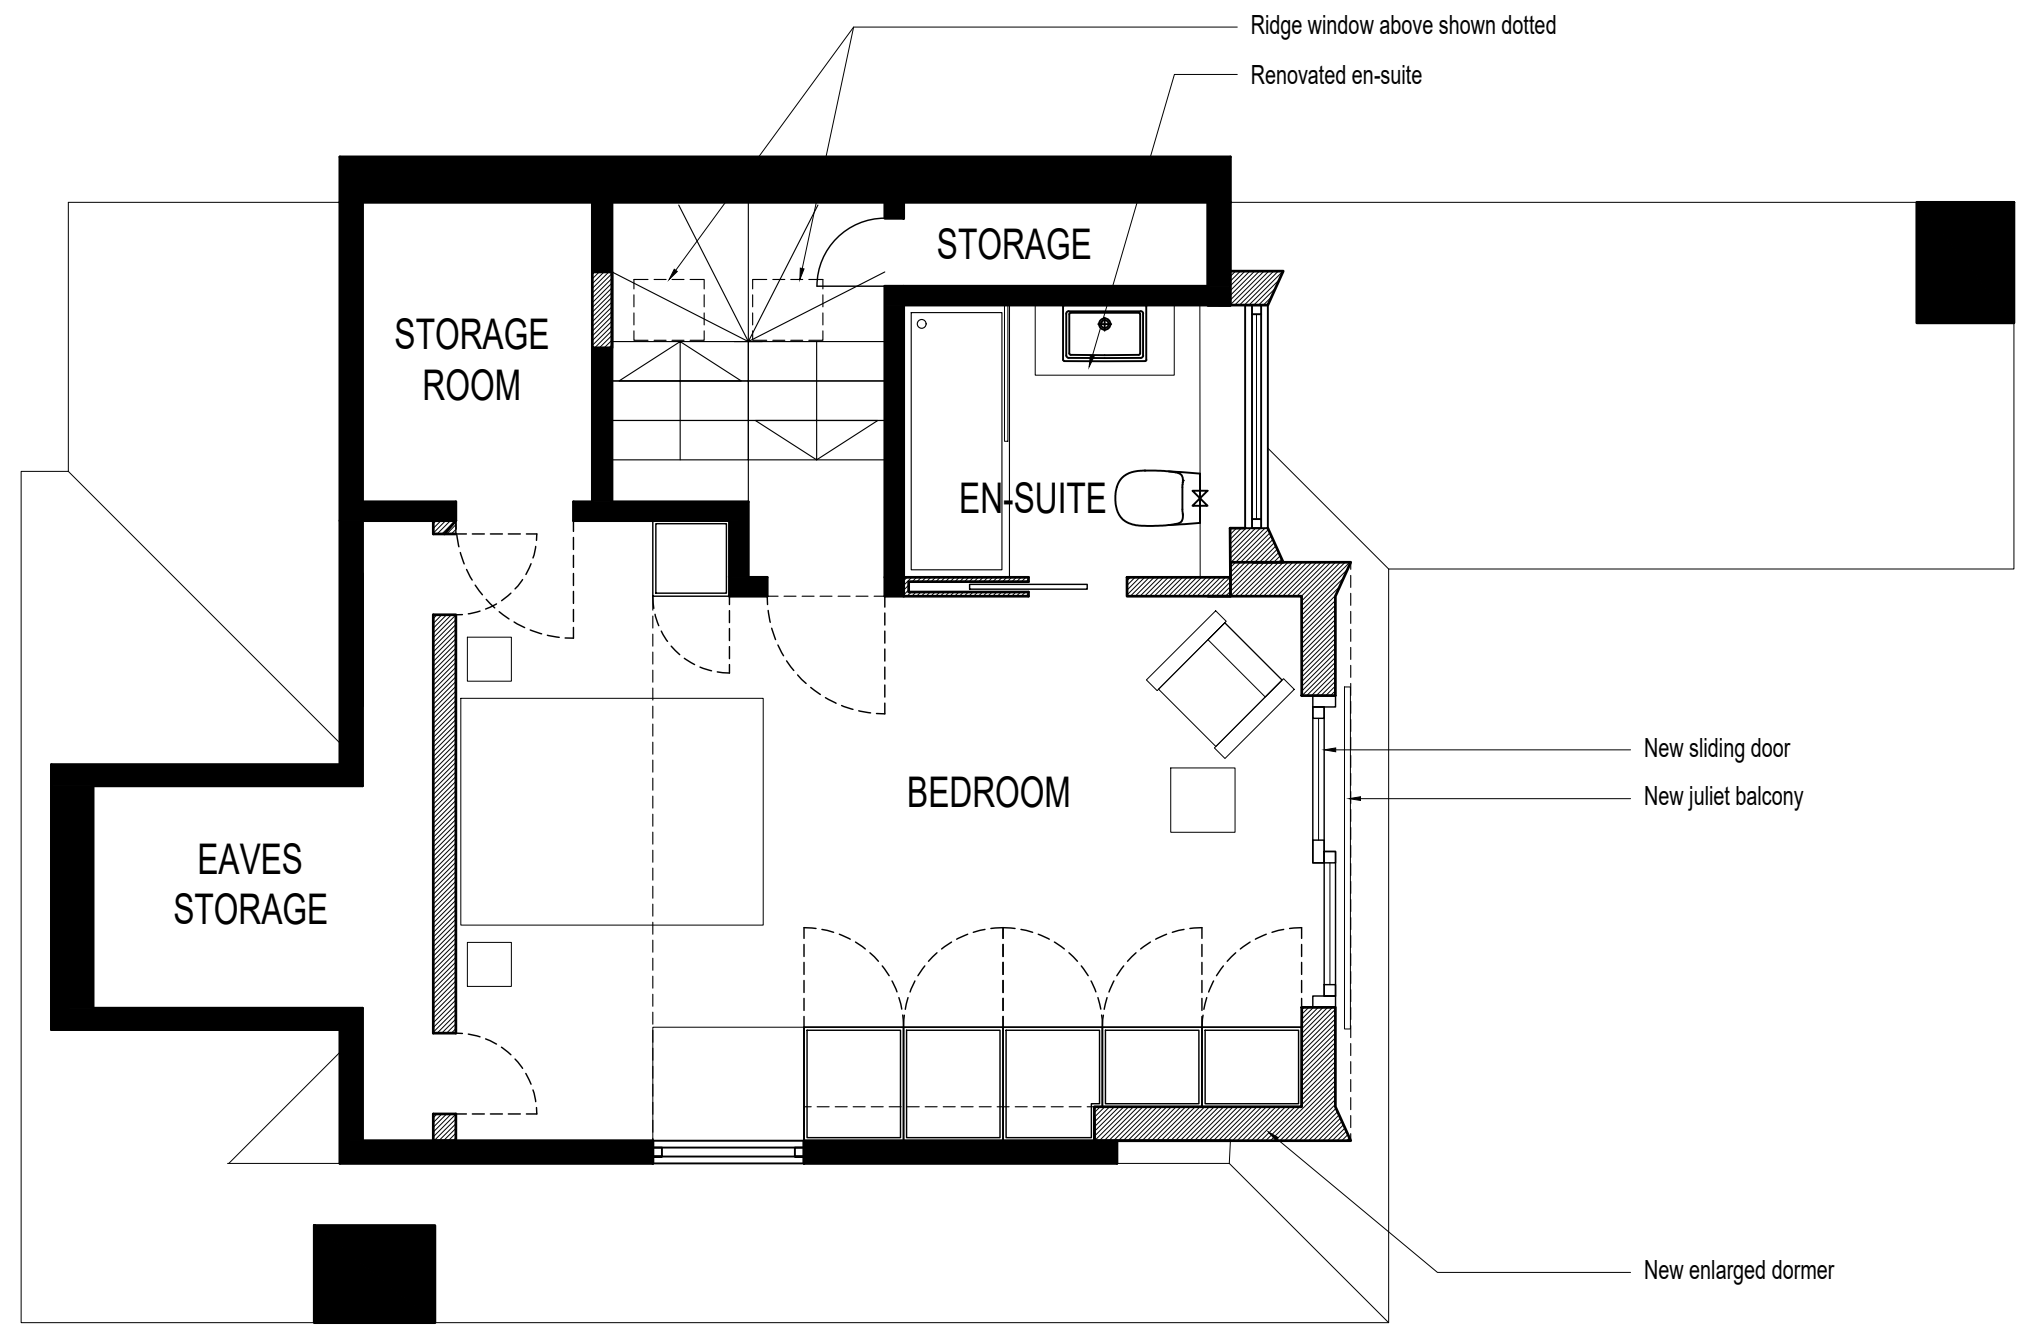 Ridge window above shown dotted
Renovated en-suite
STORAGE
STORAGE
ROOM
EN-SUITE
New sliding door
BEDROOM
New juliet balcony
EAVES
STORAGE
New enlarged dormer